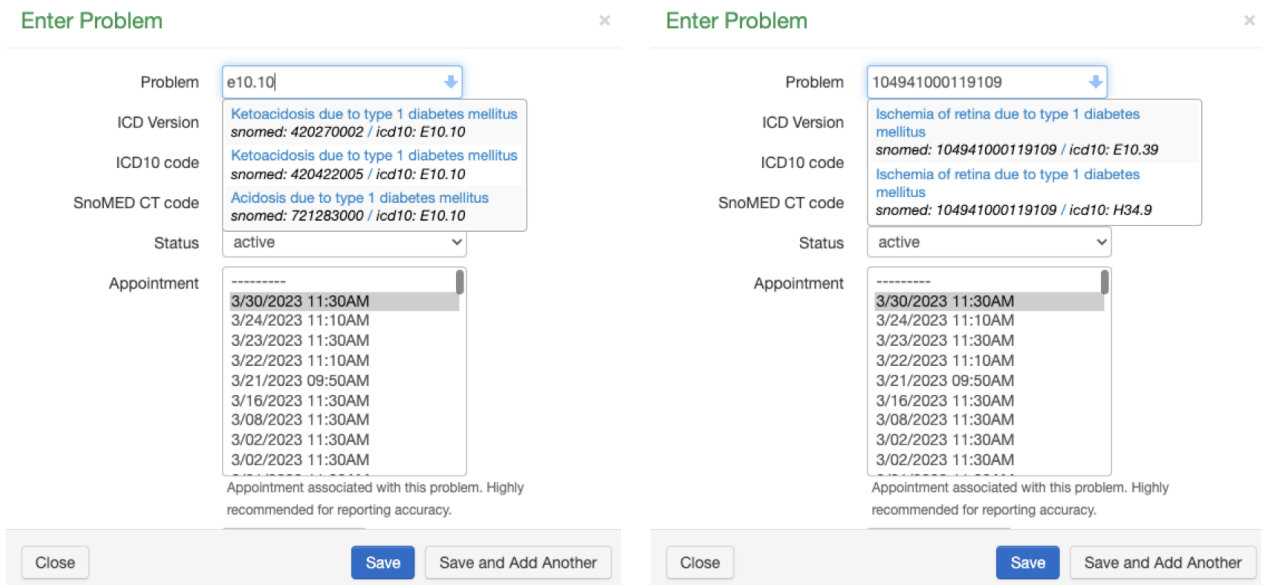 Enter Problem ×
Problem e10.10
Ketoacidosis due to type 1 diabetes mellitus
snomed: 420270002 / icd10: E10.10
Ketoacidosis due to type 1 diabetes mellitus
snomed: 420422005 / icd10: E10.10
Acidosis due to type 1 diabetes mellitus
snomed: 721283000 / icd10: E10.10
ICD Version
ICD10 code
SnoMED CT code
Status active
Appointment ---------
3/30/2023 11:30AM
3/24/2023 11:10AM
3/23/2023 11:30AM
3/22/2023 11:10AM
3/21/2023 09:50AM
3/16/2023 11:30AM
3/08/2023 11:30AM
3/02/2023 11:30AM
3/02/2023 11:30AM
Appointment associated with this problem. Highly
recommended for reporting accuracy.
Close Save Save and Add Another
Enter Problem ×
Problem 104941000119109
Ischemia of retina due to type 1 diabetes
mellitus
snomed: 104941000119109 / icd10: E10.39
Ischemia of retina due to type 1 diabetes
mellitus
snomed: 104941000119109 / icd10: H34.9
ICD Version
ICD10 code
SnoMED CT code
Status active
Appointment ---------
3/30/2023 11:30AM
3/24/2023 11:10AM
3/23/2023 11:30AM
3/22/2023 11:10AM
3/21/2023 09:50AM
3/16/2023 11:30AM
3/08/2023 11:30AM
3/02/2023 11:30AM
3/02/2023 11:30AM
Appointment associated with this problem. Highly
recommended for reporting accuracy.
Close Save Save and Add Another